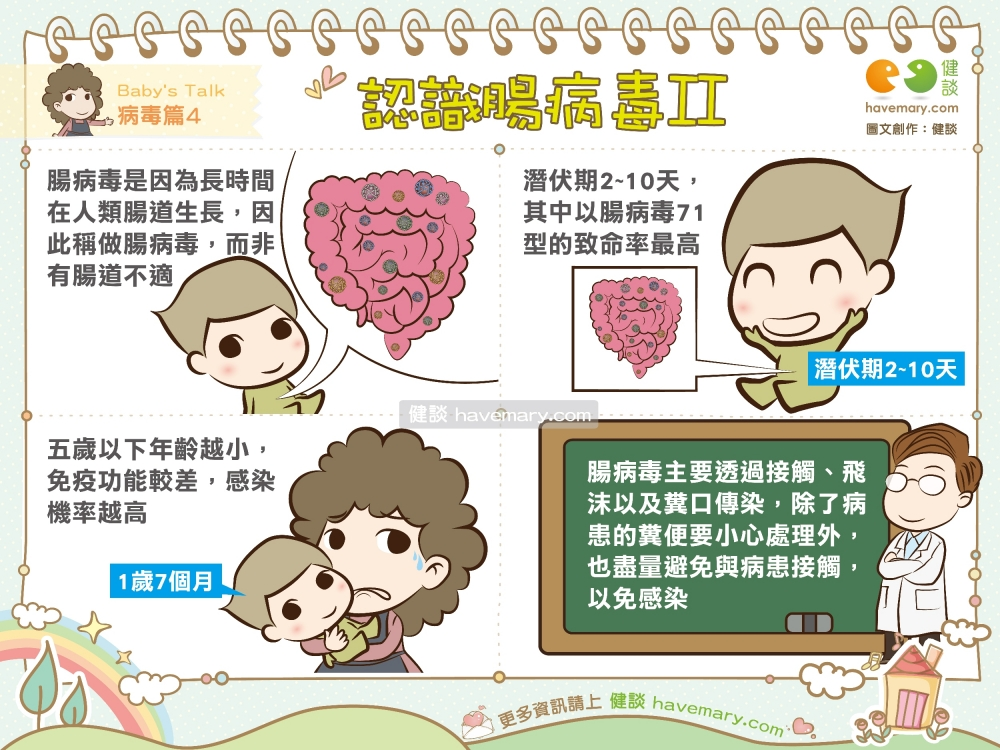 Baby's Talk
病毒篇4
認識腸病毒II
健談
havemary.com
圖文創作：健談
腸病毒是因為長時間
在人類腸道生長，因
此稱做腸病毒，而非
有腸道不適
潛伏期2~10天，
其中以腸病毒71
型的致命率最高
潛伏期2~10天
健談 havemary.com
五歲以下年齡越小，
免疫功能較差，感染
機率越高
1歲7個月
腸病毒主要透過接觸、飛
沫以及糞口傳染，除了病
患的糞便要小心處理外，
也盡量避免與病患接觸，
以免感染
更多資訊請上 健談 havemary.com